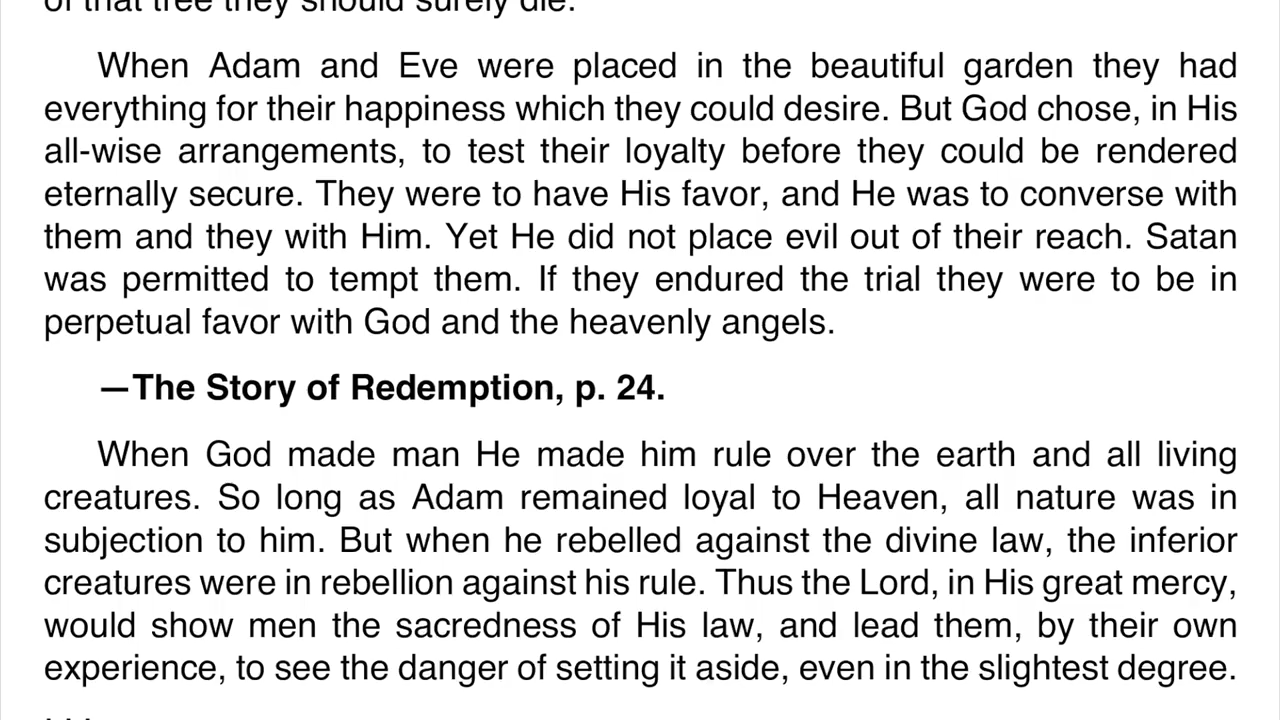 of that tree they should surely die.
When Adam and Eve were placed in the beautiful garden they had
everything for their happiness which they could desire. But God chose, in His
all-wise arrangements, to test their loyalty before they could be rendered
eternally secure. They were to have His favor, and He was to converse with
them and they with Him. Yet He did not place evil out of their reach. Satan
was permitted to tempt them. If they endured the trial they were to be in
perpetual favor with God and the heavenly angels.
—The Story of Redemption, p. 24.
When God made man He made him rule over the earth and all living
creatures. So long as Adam remained loyal to Heaven, all nature was in
subjection to him. But when he rebelled against the divine law, the inferior
creatures were in rebellion against his rule. Thus the Lord, in His great mercy,
would show men the sacredness of His law, and lead them, by their own
experience, to see the danger of setting it aside, even in the slightest degree.